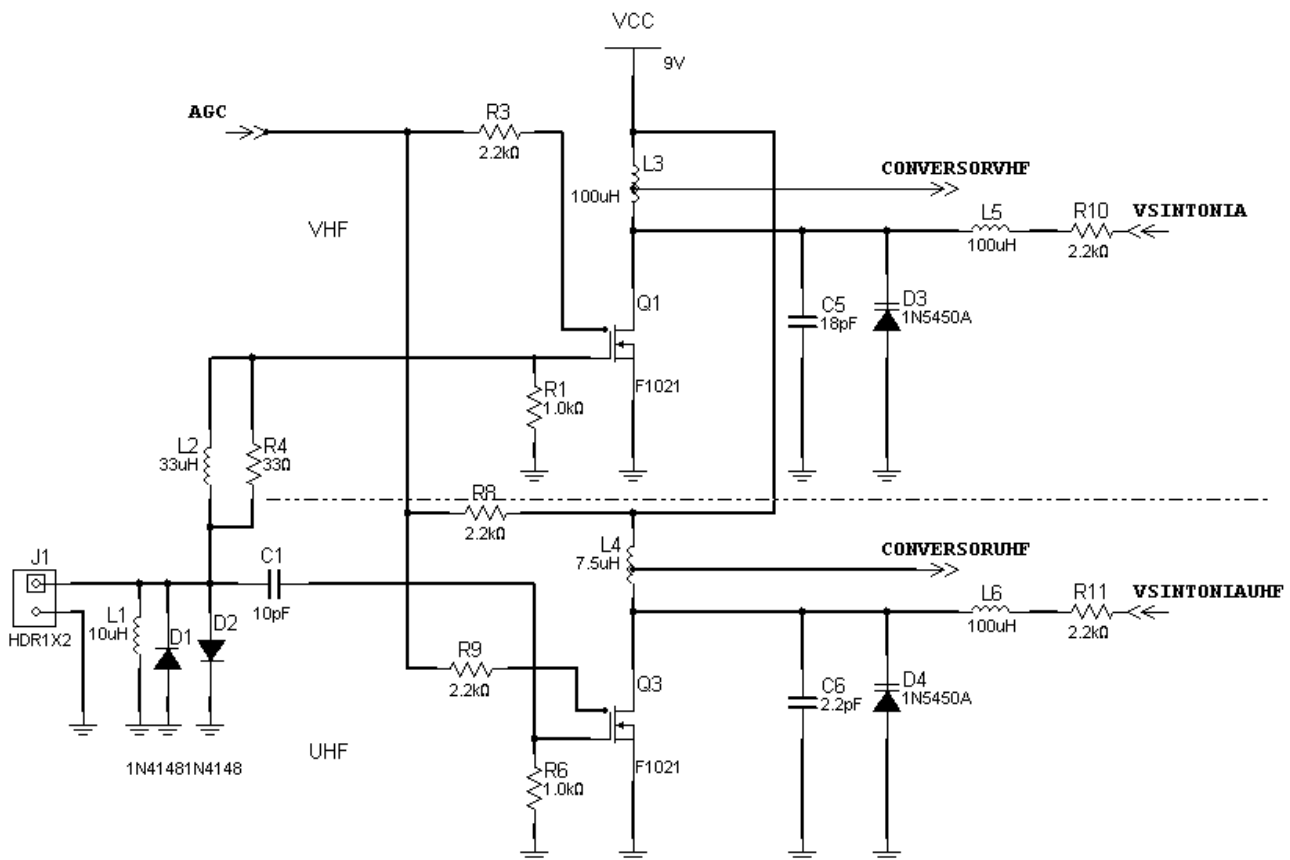 VCC
9V
AGC
R3
2.2kΩ
L3
100uH
CONVERSORVHF
VHF
L5
100uH
R10
2.2kΩ
VSINTONIA
Q1
F1021
C5
18pF
D3
1N5450A
R1
1.0kΩ
L2
33uH
R4
33Ω
R8
2.2kΩ
L4
7.5uH
CONVERSORUHF
J1
HDR1X2
C1
10pF
L6
100uH
R11
2.2kΩ
VSINTONIAUHF
L1
10uH
D1
D2
R9
2.2kΩ
Q3
F1021
C6
2.2pF
D4
1N5450A
1N41481N4148
UHF
R6
1.0kΩ